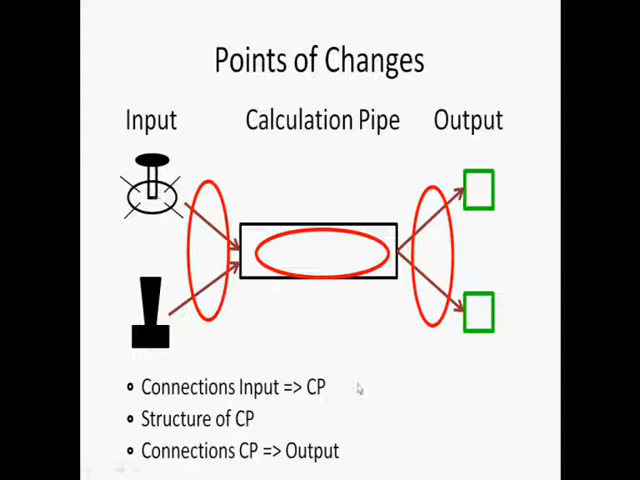 Points of Changes
Input Calculation Pipe Output
Connections Input => CP
Structure of CP
Connections CP => Output